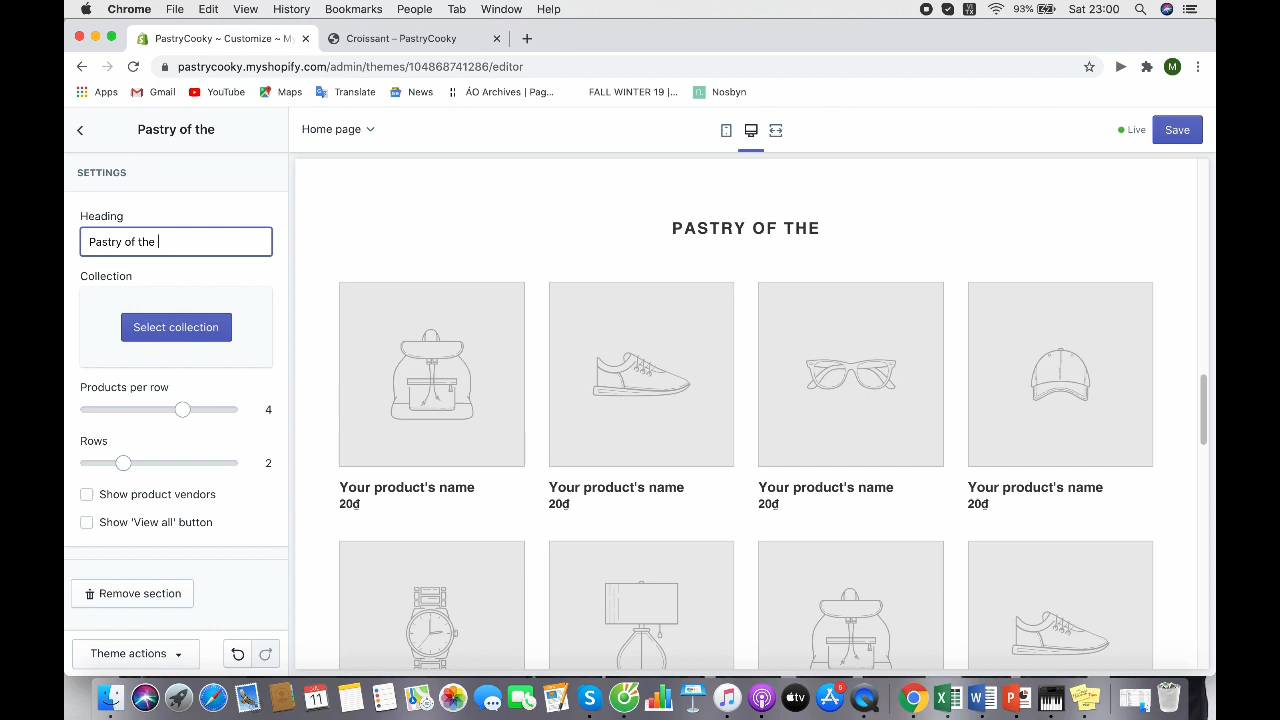 Chrome File Edit View History Bookmarks People Tab Window Help 93% Sat 23:00
PastryCooky ~ Customize ~ My Croissant – PastryCooky
pastrycooky.myshopify.com/admin/themes/104868741286/editor M
Apps Gmail YouTube Maps Translate News ÁO Archives | Pag... FALL WINTER 19 |... Nosbyn
Pastry of the Home page Live Save
SETTINGS
Heading
Pastry of the
PASTRY OF THE
Collection
Select collection
Products per row
4
Rows
2
Show product vendors
Show 'View all' button
Your product's name Your product's name Your product's name Your product's name
20₫ 20₫ 20₫ 20₫
Remove section
Theme actions